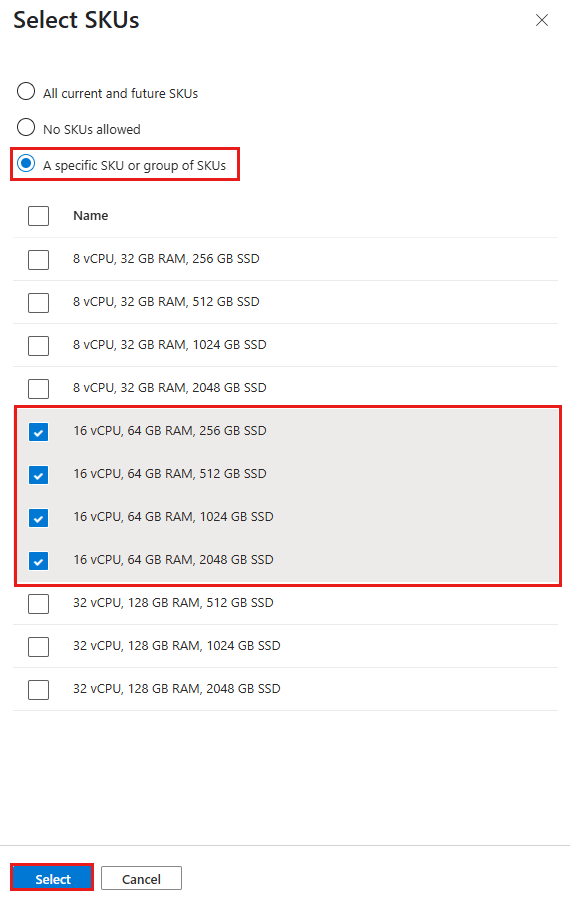 Select SKUs
All current and future SKUs
No SKUs allowed
A specific SKU or group of SKUs
Name
8 vCPU, 32 GB RAM, 256 GB SSD
8 vCPU, 32 GB RAM, 512 GB SSD
8 vCPU, 32 GB RAM, 1024 GB SSD
8 vCPU, 32 GB RAM, 2048 GB SSD
16 vCPU, 64 GB RAM, 256 GB SSD
16 vCPU, 64 GB RAM, 512 GB SSD
16 vCPU, 64 GB RAM, 1024 GB SSD
16 vCPU, 64 GB RAM, 2048 GB SSD
32 vCPU, 128 GB RAM, 512 GB SSD
32 vCPU, 128 GB RAM, 1024 GB SSD
32 vCPU, 128 GB RAM, 2048 GB SSD
Select Cancel